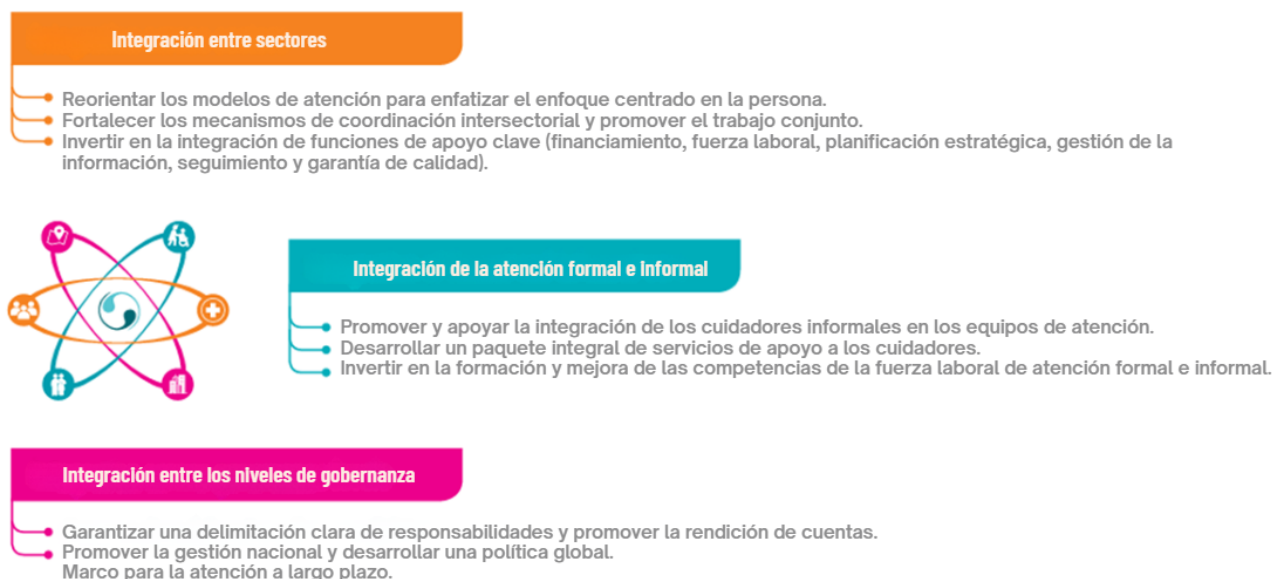 Integración entre sectores
Reorientar los modelos de atención para enfatizar el enfoque centrado en la persona.
Fortalecer los mecanismos de coordinación intersectorial y promover el trabajo conjunto.
Invertir en la integración de funciones de apoyo clave (financiamiento, fuerza laboral, planificación estratégica, gestión de la
información, seguimiento y garantía de calidad).
Integración de la atención formal e informal
Promover y apoyar la integración de los cuidadores informales en los equipos de atención.
Desarrollar un paquete integral de servicios de apoyo a los cuidadores.
Invertir en la formación y mejora de las competencias de la fuerza laboral de atención formal e informal.
Integración entre los niveles de gobernanza
Garantizar una delimitación clara de responsabilidades y promover la rendición de cuentas.
Promover la gestión nacional y desarrollar una política global.
Marco para la atención a largo plazo.